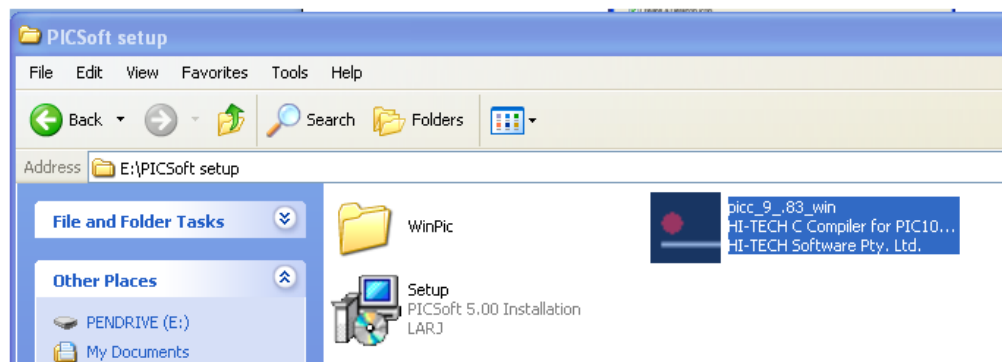 PICSoft setup
File Edit View Favorites Tools Help
Back Search Folders
Address E:\PICSoft setup
File and Folder Tasks
Other Places
PENDRIVE (E:)
My Documents
WinPic
picc_9_.83_win
HI-TECH C Compiler for PIC10...
HI-TECH Software Pty. Ltd.
Setup
PICSoft 5.00 Installation
LARJ